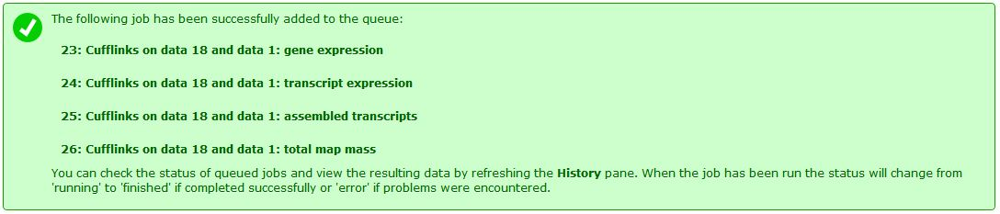 The following job has been successfully added to the queue:
23: Cufflinks on data 18 and data 1: gene expression
24: Cufflinks on data 18 and data 1: transcript expression
25: Cufflinks on data 18 and data 1: assembled transcripts
26: Cufflinks on data 18 and data 1: total map mass
You can check the status of queued jobs and view the resulting data by refreshing the History pane. When the job has been run the status will change from
'running' to 'finished' if completed successfully or 'error' if problems were encountered.